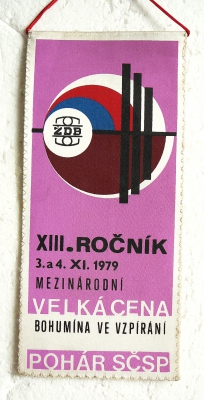 ŽDB
XIII. ROČNÍK
3. a 4. XI. 1979
MEZINÁRODNÍ
VELKÁ CENA
BOHUMÍNA VE VZPÍRÁNÍ
POHÁR SČSP